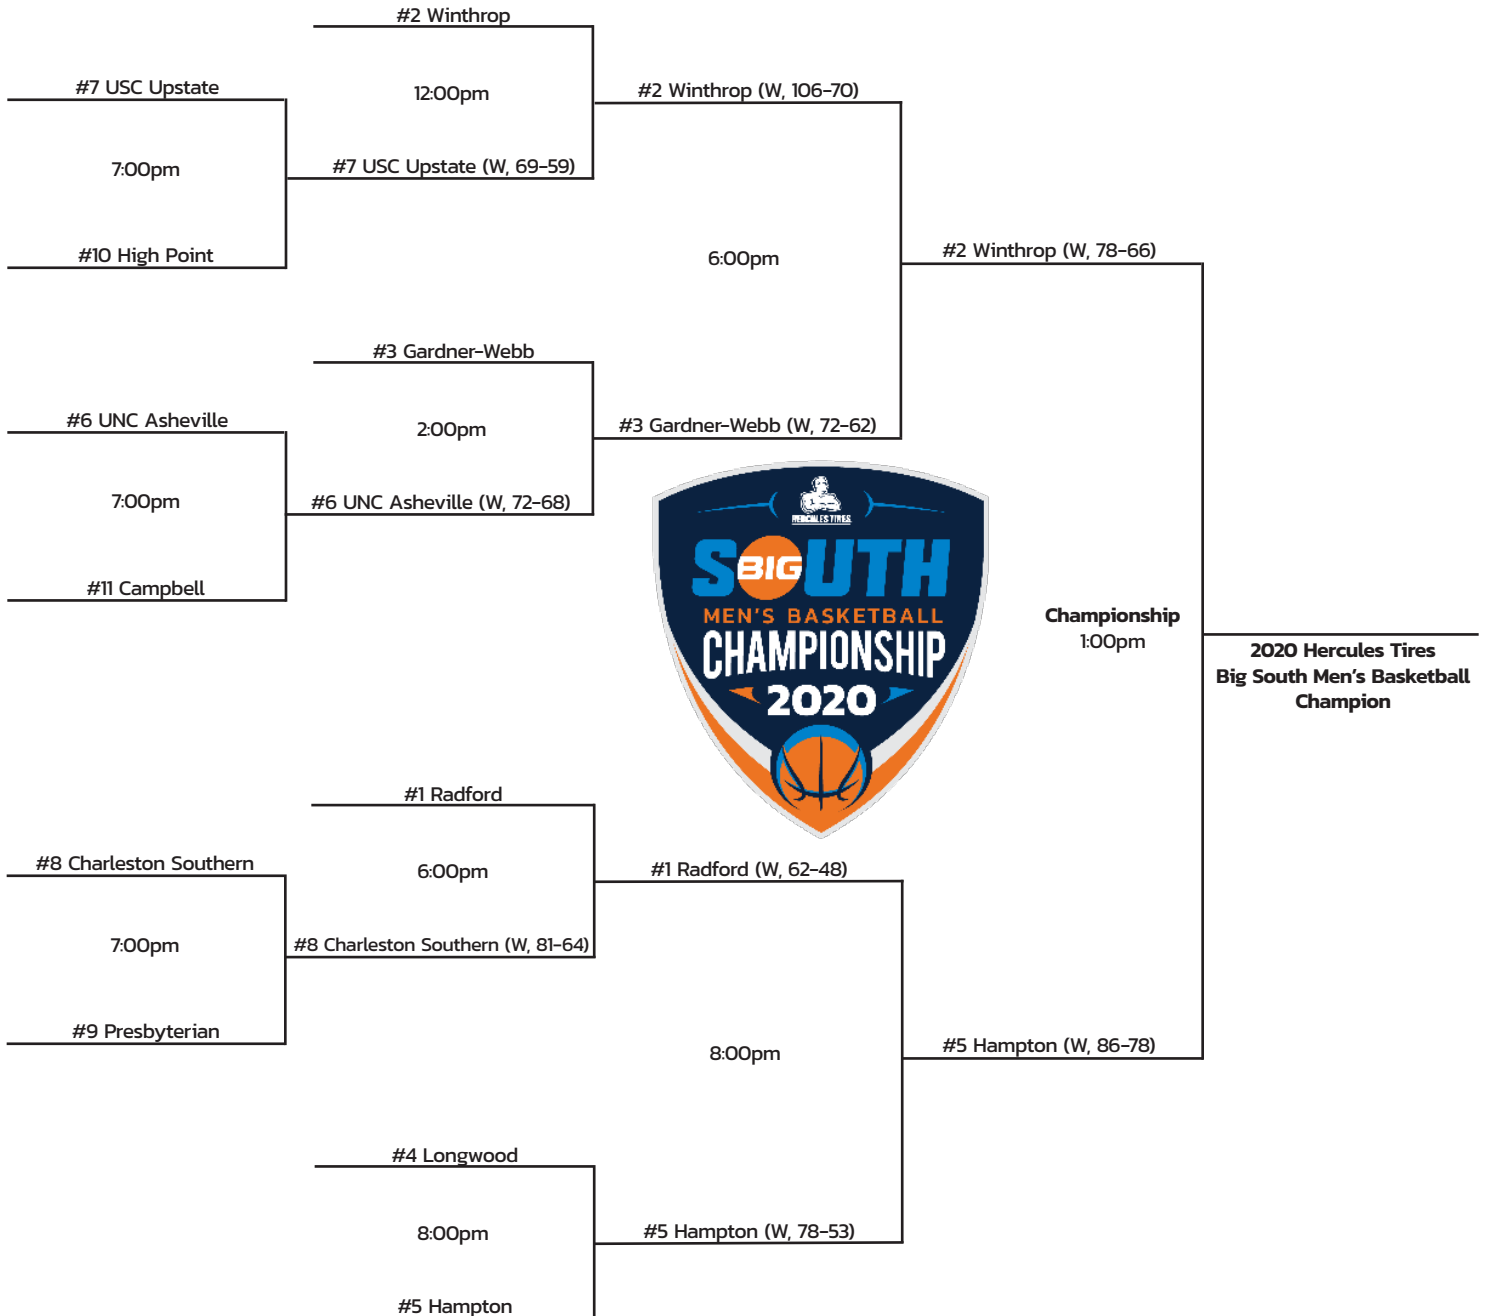 #2 Winthrop
#7 USC Upstate
12:00pm
#2 Winthrop (W, 106-70)
7:00pm
#7 USC Upstate (W, 69-59)
#10 High Point
6:00pm
#2 Winthrop (W, 78-66)
#3 Gardner-Webb
#6 UNC Asheville
2:00pm
#3 Gardner-Webb (W, 72-62)
7:00pm
#6 UNC Asheville (W, 72-68)
#11 Campbell
HERCULES TIRES
BIG
SOUTH
MEN'S BASKETBALL
CHAMPIONSHIP
2020
Championship
1:00pm
2020 Hercules Tires
Big South Men's Basketball
Champion
#1 Radford
#8 Charleston Southern
6:00pm
#1 Radford (W, 62-48)
7:00pm
#8 Charleston Southern (W, 81-64)
#9 Presbyterian
8:00pm
#5 Hampton (W, 86-78)
#4 Longwood
8:00pm
#5 Hampton (W, 78-53)
#5 Hampton